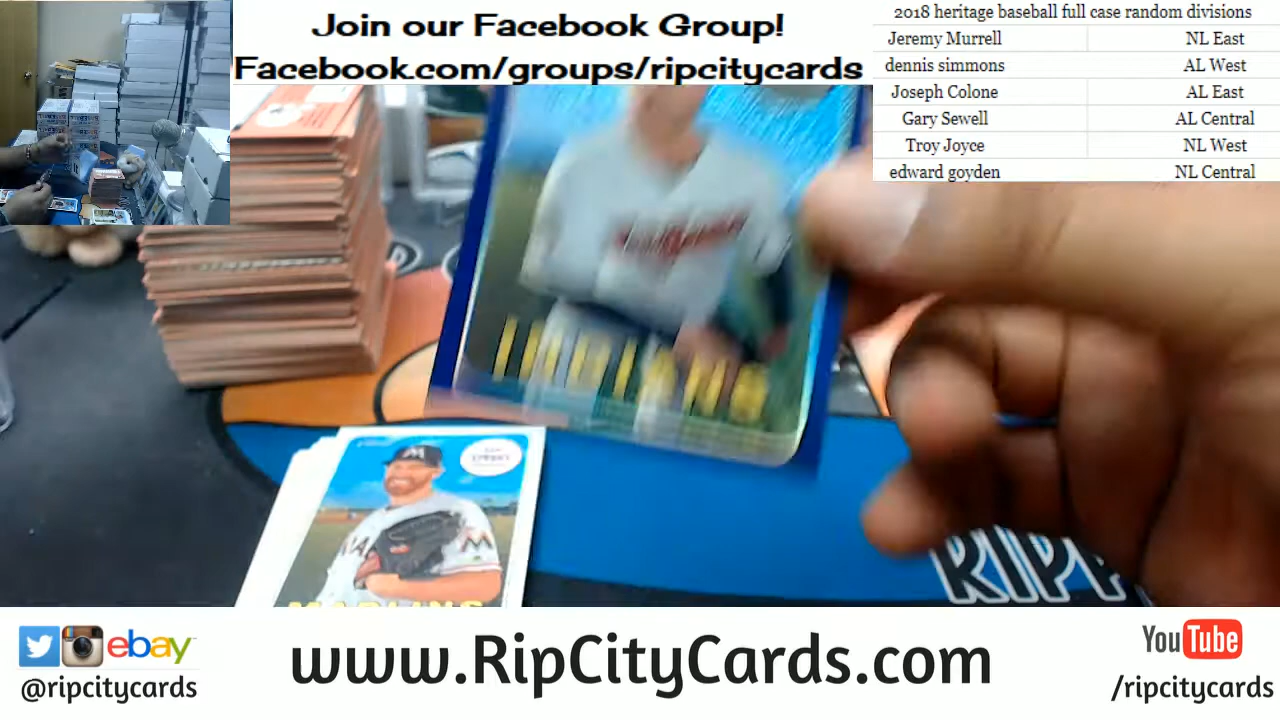 Join our Facebook Group!
Facebook.com/groups/ripcitycards
2018 heritage baseball full case random divisions
Jeremy Murrell NL East
dennis simmons AL West
Joseph Colone AL East
Gary Sewell AL Central
Troy Joyce NL West
edward goyden NL Central
MARLINS
RIPP
ebay
@ripcitycards
www.RipCityCards.com
YouTube
/ripcitycards